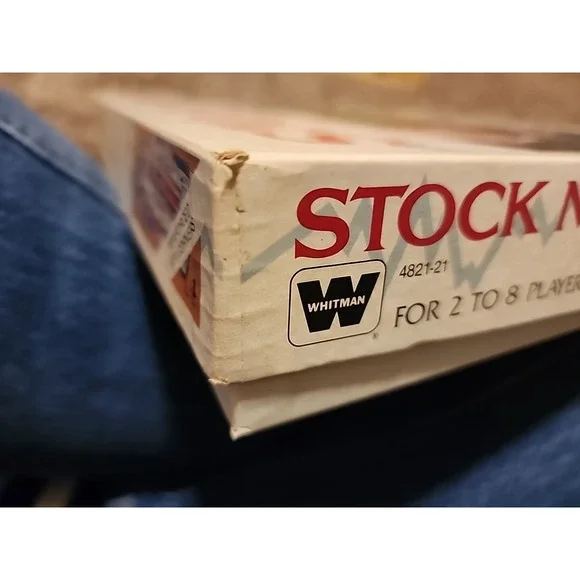 STOCK M
4821-21
WHITMAN
FOR 2 TO 8 PLAYER